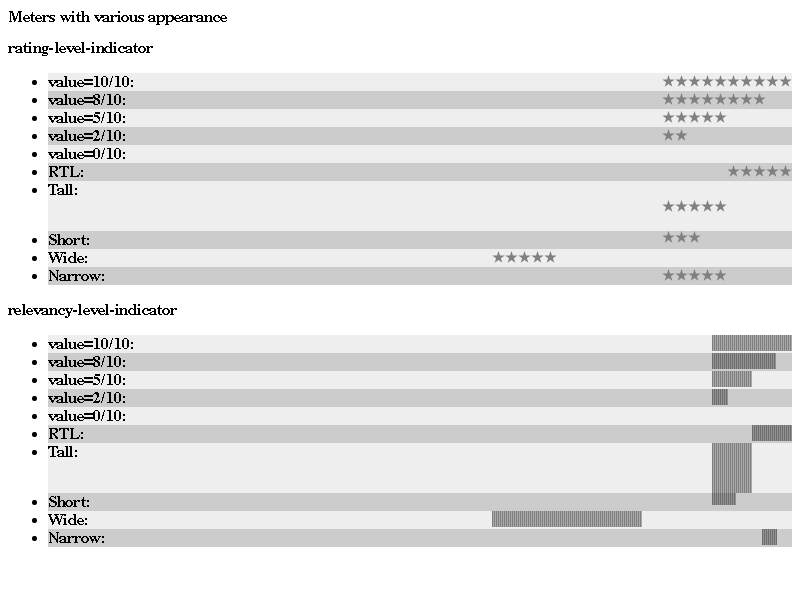 Meters with various appearance
rating-level-indicator
value=10/10:
value=8/10:
value=5/10:
value=2/10:
value=0/10:
RTL:
Tall:
Short:
Wide:
Narrow:
relevancy-level-indicator
value=10/10:
value=8/10:
value=5/10:
value=2/10:
value=0/10:
RTL:
Tall:
Short:
Wide:
Narrow: